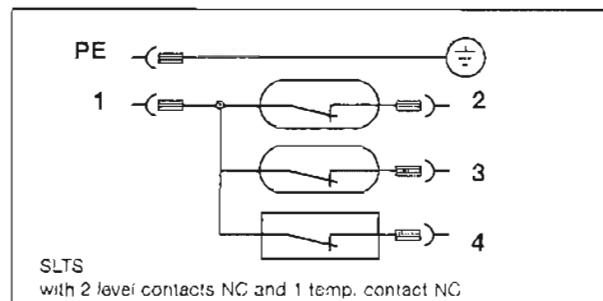 PE
1 2
3
4
SLTS
with 2 level contacts NC and 1 temp. contact NC